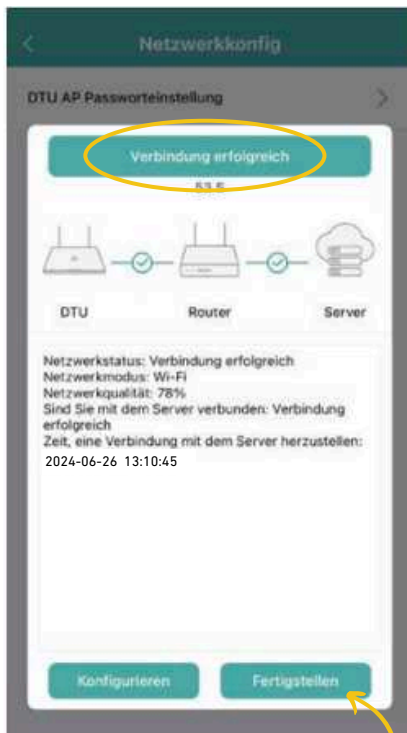 Netzwerkkonfig
DTU AP Passworteinstellung
Verbindung erfolgreich
53 S
DTU Router Server
Netzwerkstatus: Verbindung erfolgreich
Netzwerkmodus: Wi-Fi
Netzwerkqualität: 78%
Sind Sie mit dem Server verbunden: Verbindung
erfolgreich
Zeit, eine Verbindung mit dem Server herzustellen:
2024-06-26 13:10:45
Konfigurieren Fertigstellen